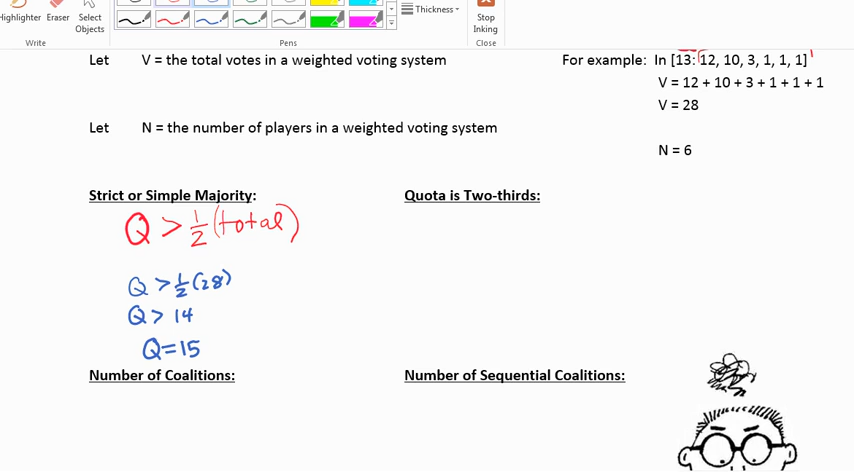 Highlighter Eraser Select Objects
Thickness
Stop Inking
Write
Pens
Close
Let V = the total votes in a weighted voting system
For example: In [13: 12, 10, 3, 1, 1, 1]
V = 12 + 10 + 3 + 1 + 1 + 1
V = 28
Let N = the number of players in a weighted voting system
N = 6
Strict or Simple Majority:
Q > 1/2 (total)
Q > 1/2 (28)
Q > 14
Q = 15
Quota is Two-thirds:
Number of Coalitions:
Number of Sequential Coalitions: